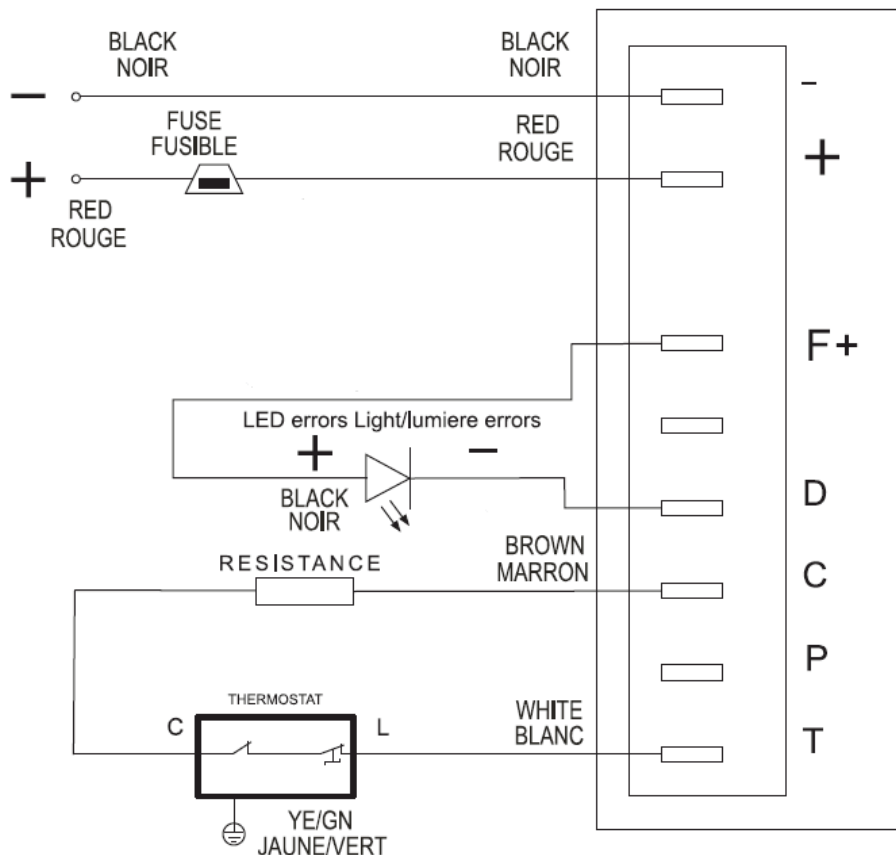 BLACK
NOIR
BLACK
NOIR
−
-
FUSE
FUSIBLE
RED
ROUGE
+
+
RED
ROUGE
F+
LED errors Light/lumiere errors
+
−
BLACK
NOIR
D
BROWN
MARRON
RESISTANCE
C
P
THERMOSTAT
C
L
WHITE
BLANC
T
YE/GN
JAUNE/VERT